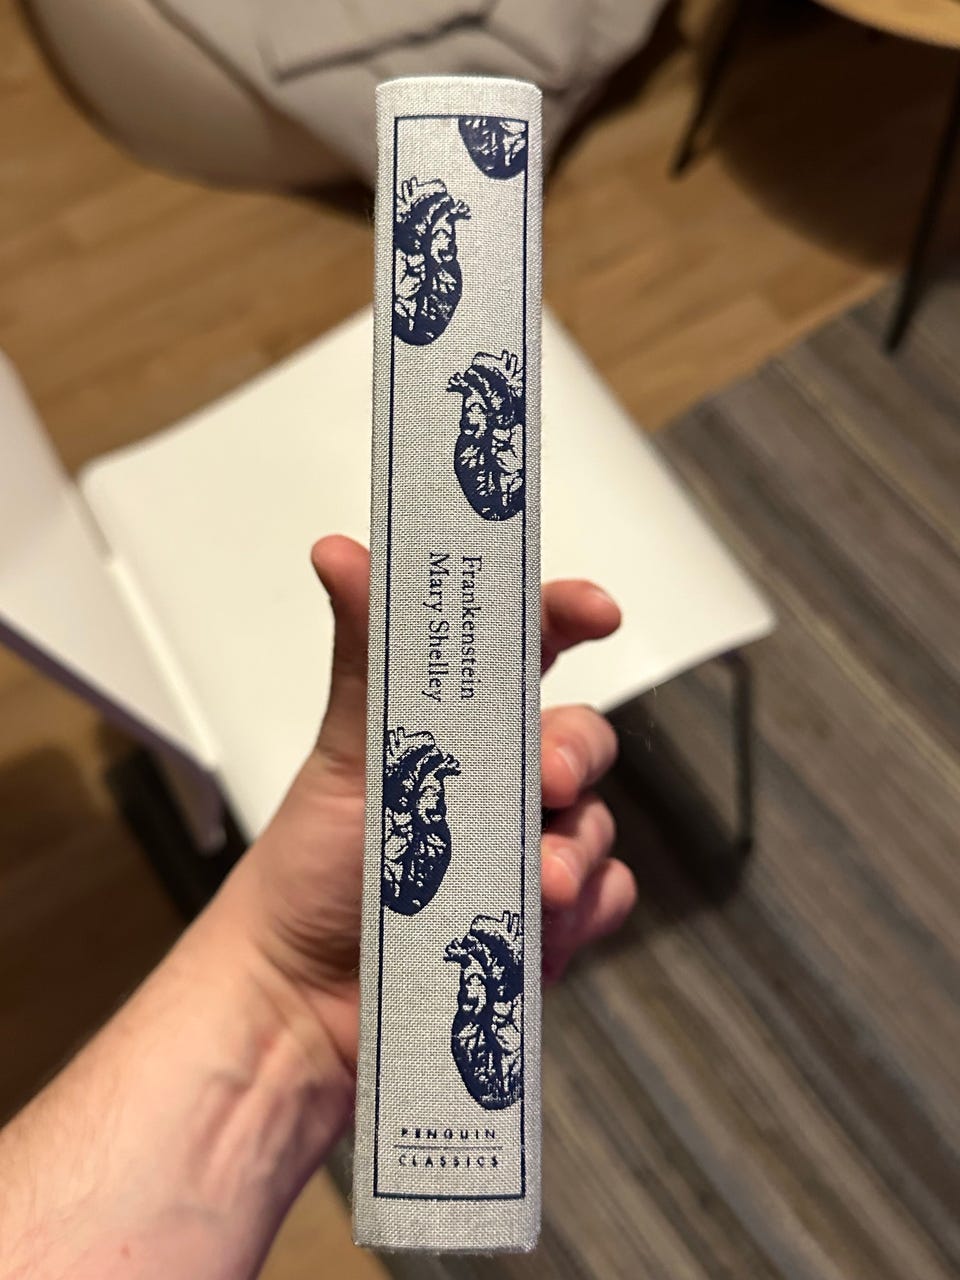 Frankenstein
Mary Shelley
PENGUIN
CLASSICS